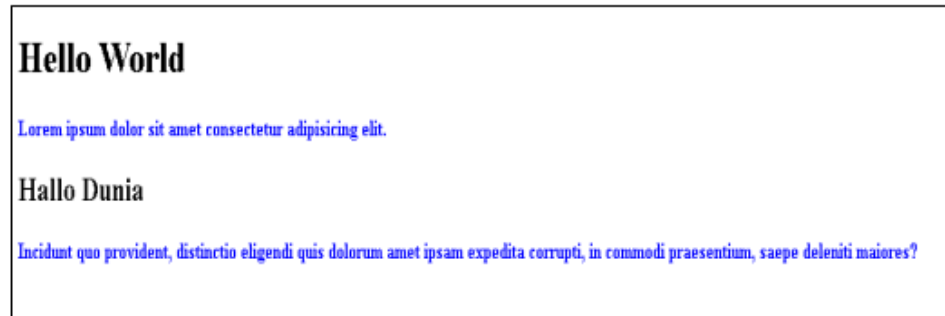 Hello World
Lorem ipsum dolor sit amet consectetur adipisicing elit.
Hallo Dunia
Incidunt quo provident, distinctio eligendi quis dolorum amet ipsam expedita corrupti, in commodi praesentium, saepe deleniti maiores?